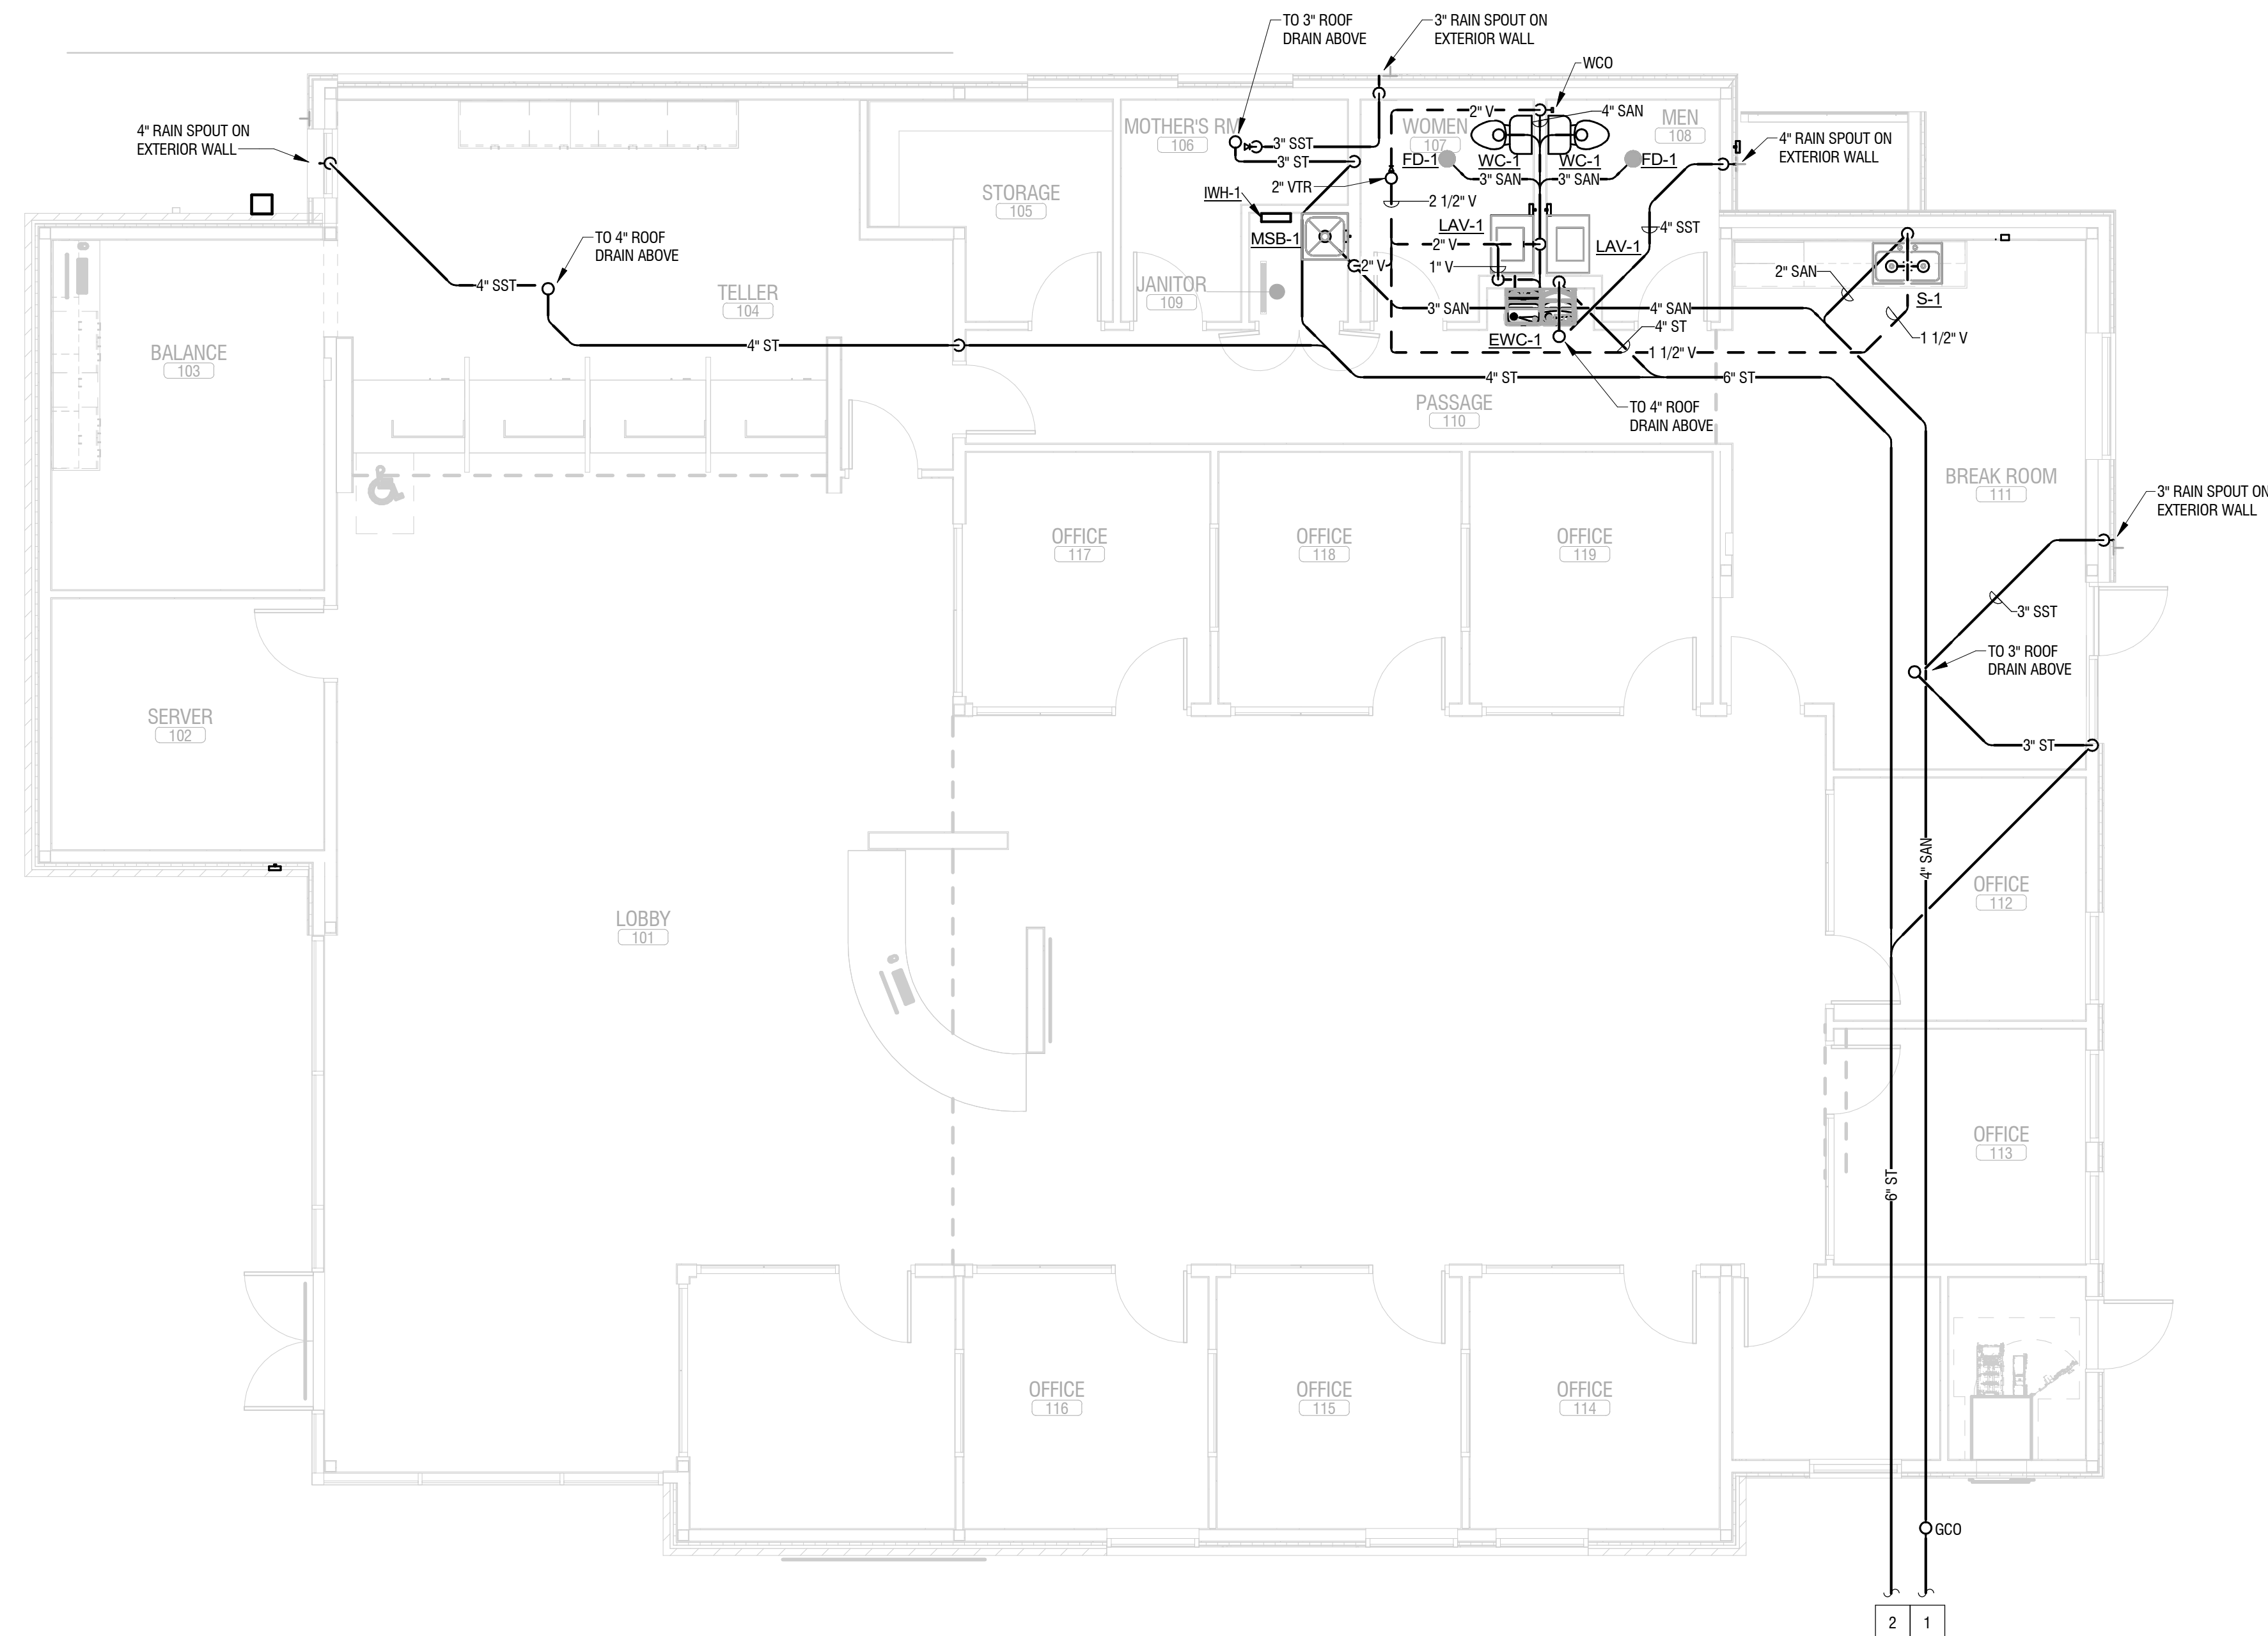 TO 3" ROOF
DRAIN ABOVE
3" RAIN SPOUT ON
EXTERIOR WALL
WCO
4" RAIN SPOUT ON
EXTERIOR WALL
MOTHER'S RM
106
3" SST
3" ST
2" V
4" SAN
WOMEN
107
MEN
108
4" RAIN SPOUT ON
EXTERIOR WALL
FD-1
WC-1
WC-1
FD-1
3" SAN
3" SAN
2" VTR
IWH-1
2 1/2" V
STORAGE
105
MSB-1
LAV-1
LAV-1
4" SST
2" V
2" V
1" V
TO 4" ROOF
DRAIN ABOVE
4" SST
TELLER
104
JANITOR
109
2" SAN
S-1
3" SAN
4" SAN
4" ST
EWC-1
1 1/2" V
1 1/2" V
BALANCE
103
4" ST
4" ST
6" ST
PASSAGE
110
TO 4" ROOF
DRAIN ABOVE
BREAK ROOM
111
3" RAIN SPOUT ON
EXTERIOR WALL
OFFICE
117
OFFICE
118
OFFICE
119
3" SST
TO 3" ROOF
DRAIN ABOVE
3" ST
SERVER
102
4" SAN
OFFICE
112
LOBBY
101
OFFICE
113
6" ST
OFFICE
116
OFFICE
115
OFFICE
114
GCO
2
1